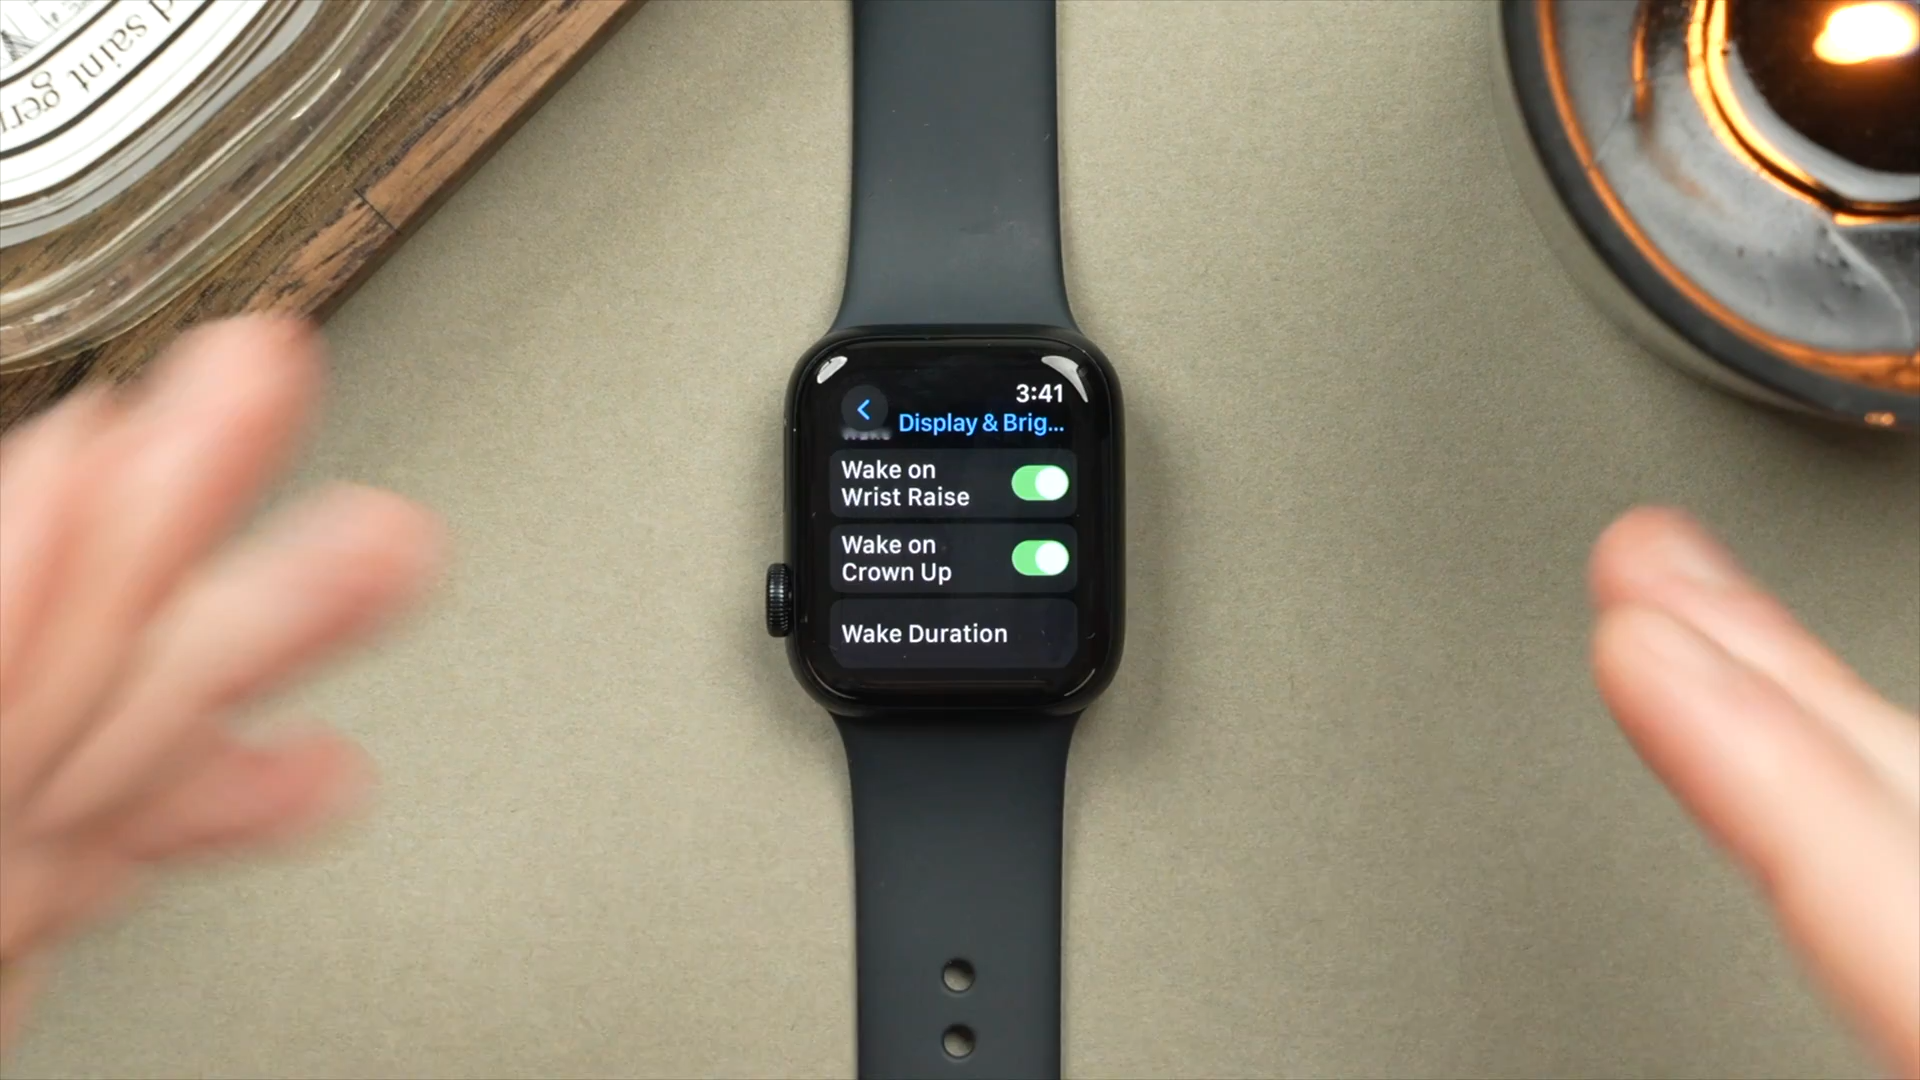 saint ger
3:41
Display & Brig...
Wake on
Wrist Raise
Wake on
Crown Up
Wake Duration